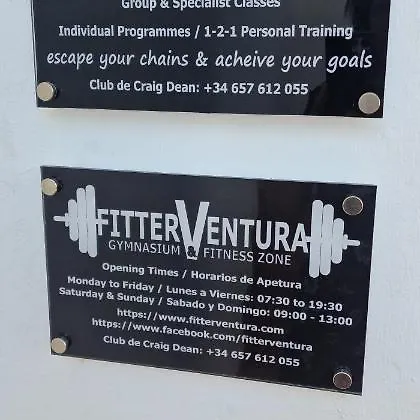 Group & Specialist Classes
Individual Programmes / 1-2-1 Personal Training
escape your chains & acheive your goals
Club de Craig Dean: +34 657 612 055
FITTERVENTURA
GYMNASIUM & FITNESS ZONE
Opening Times / Horarios de Apetura
Monday to Friday / Lunes a Viernes: 07:30 to 19:30
Saturday & Sunday / Sabado y Domingo: 09:00 - 13:00
https://www.fitterventura.com
https://www.facebook.com/fitterventura
Club de Craig Dean: +34 657 612 055